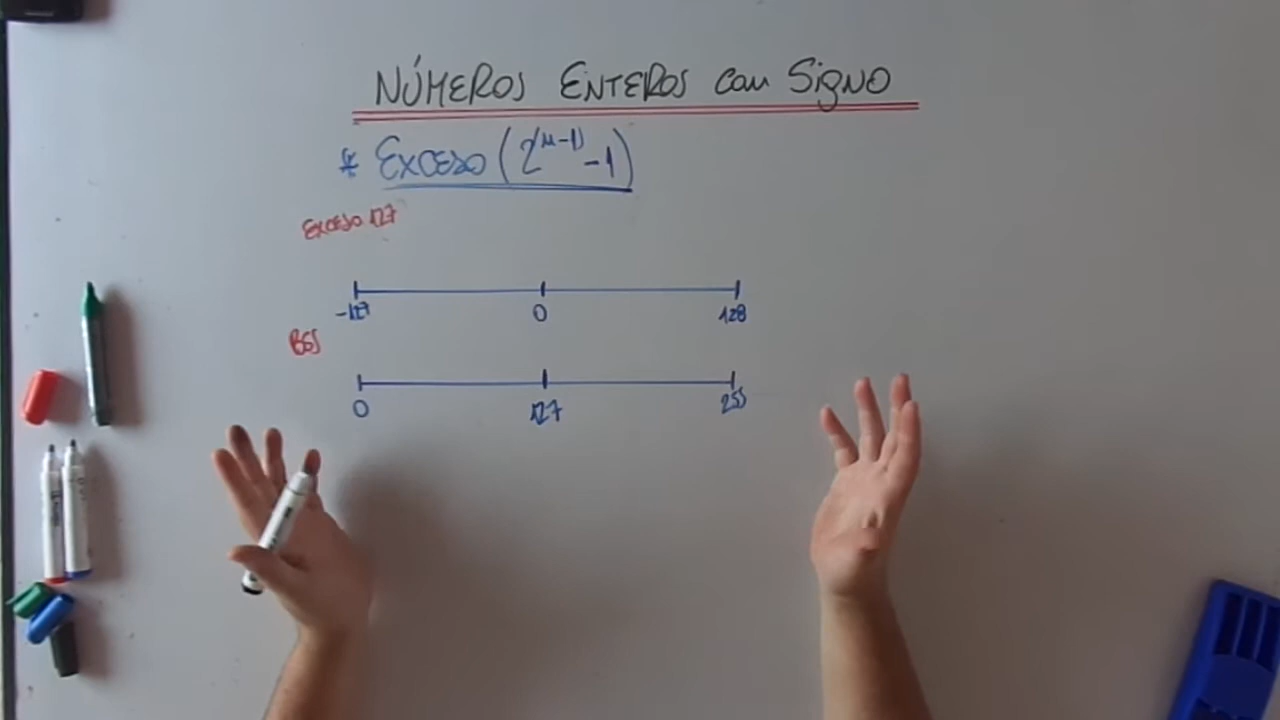 NÚMEROS ENTEROS CON SIGNO
* EXCESO (2^(n-1) - 1)
EXCESO 127
-127 0 128
BSS
0 127 255